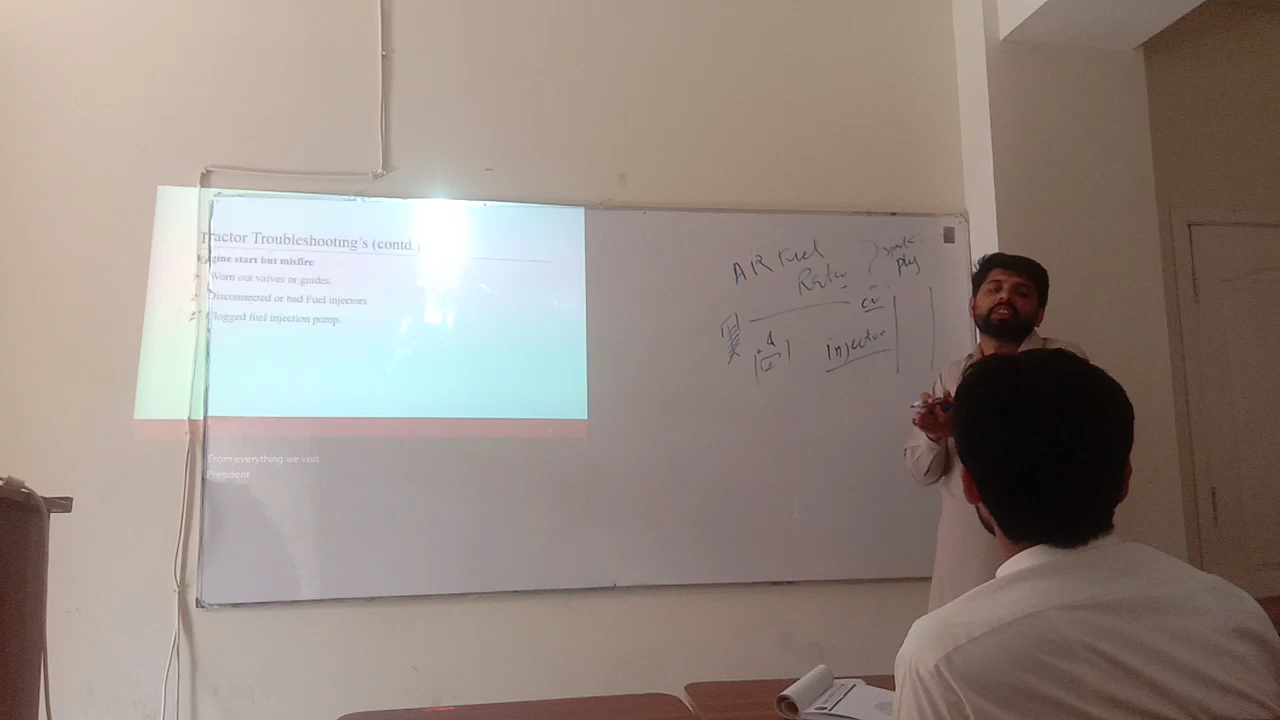 Tractor Troubleshooting's (contd.)
Engine start but misfire
Worn out valves or guides.
Disconnected or bad Fuel injectors
Clogged fuel injection pump.
From everything we visit.
President
AIR Fuel
Ratio
spark
plug
injector